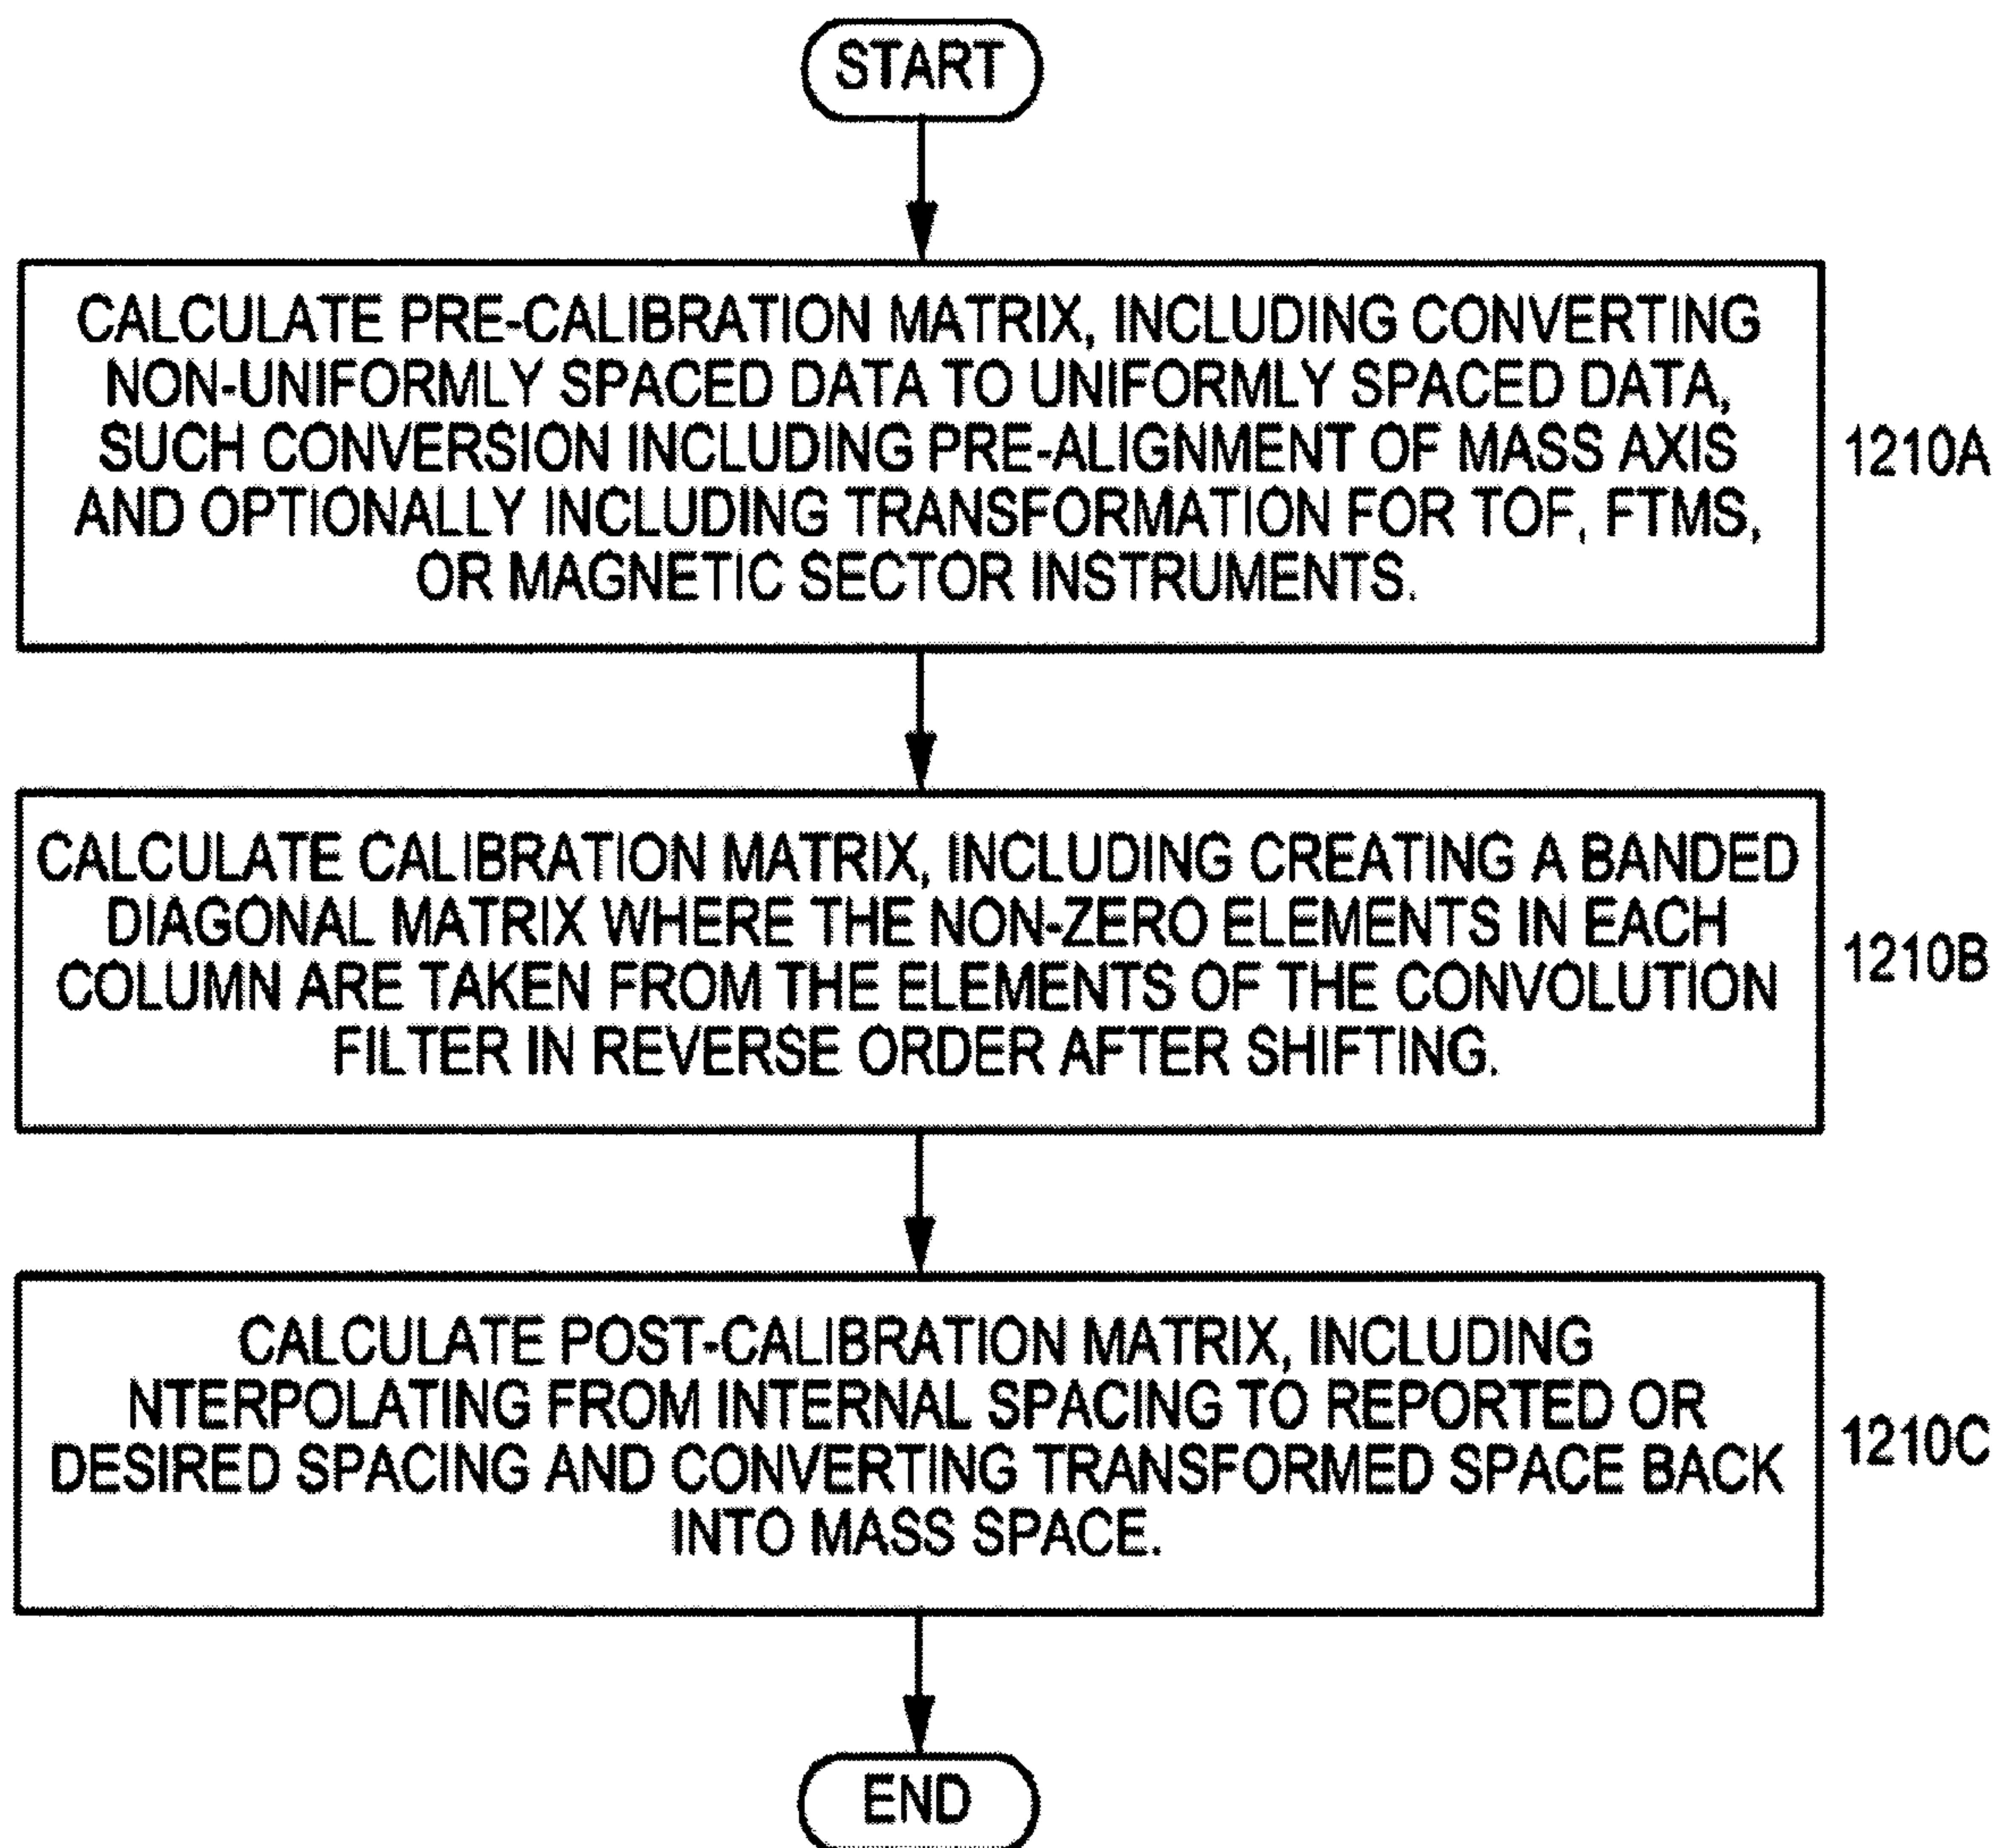 START
CALCULATE PRE-CALIBRATION MATRIX, INCLUDING CONVERTING
NON-UNIFORMLY SPACED DATA TO UNIFORMLY SPACED DATA,
SUCH CONVERSION INCLUDING PRE-ALIGNMENT OF MASS AXIS
AND OPTIONALLY INCLUDING TRANSFORMATION FOR TOF, FTMS,
OR MAGNETIC SECTOR INSTRUMENTS.
1210A
CALCULATE CALIBRATION MATRIX, INCLUDING CREATING A BANDED
DIAGONAL MATRIX WHERE THE NON-ZERO ELEMENTS IN EACH
COLUMN ARE TAKEN FROM THE ELEMENTS OF THE CONVOLUTION
FILTER IN REVERSE ORDER AFTER SHIFTING.
1210B
CALCULATE POST-CALIBRATION MATRIX, INCLUDING
NTERPOLATING FROM INTERNAL SPACING TO REPORTED OR
DESIRED SPACING AND CONVERTING TRANSFORMED SPACE BACK
INTO MASS SPACE.
1210C
END